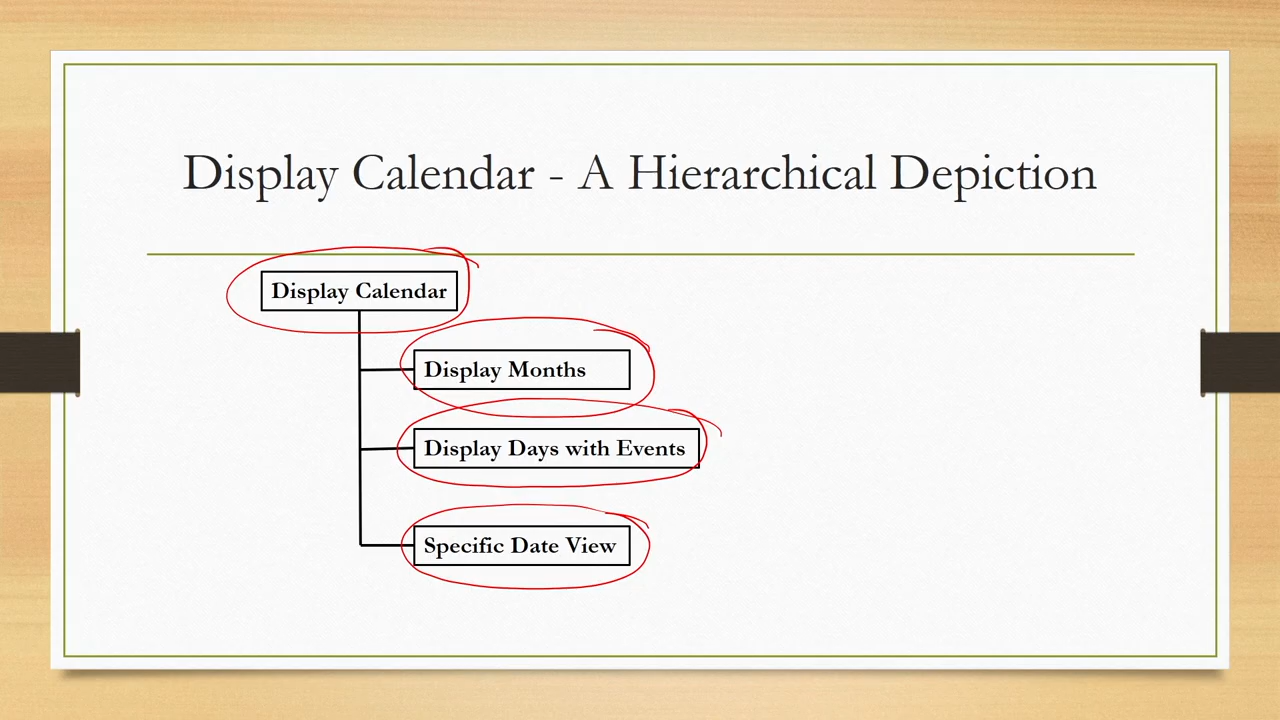 Display Calendar - A Hierarchical Depiction
Display Calendar
Display Months
Display Days with Events
Specific Date View